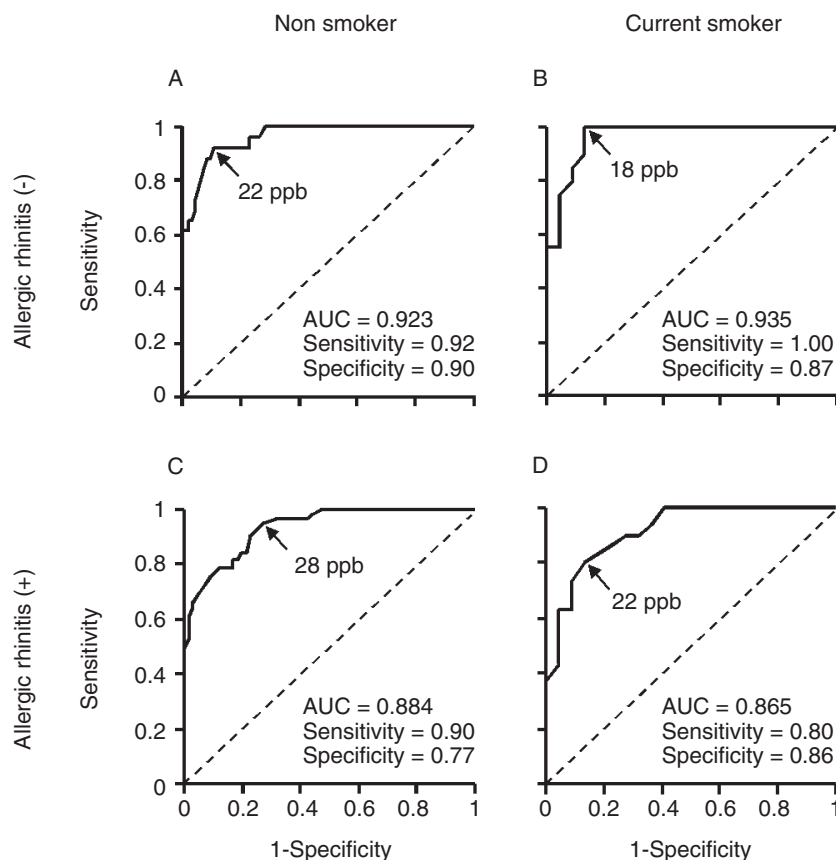 Non smoker
Current smoker
A
B
Allergic rhinitis (-)
Sensitivity
1
0.8
0.6
0.4
0.2
0
22 ppb
AUC = 0.923
Sensitivity = 0.92
Specificity = 0.90
18 ppb
AUC = 0.935
Sensitivity = 1.00
Specificity = 0.87
C
D
Allergic rhinitis (+)
Sensitivity
1
0.8
0.6
0.4
0.2
0
28 ppb
AUC = 0.884
Sensitivity = 0.90
Specificity = 0.77
22 ppb
AUC = 0.865
Sensitivity = 0.80
Specificity = 0.86
0 0.2 0.4 0.6 0.8 1
0 0.2 0.4 0.6 0.8 1
1-Specificity
1-Specificity